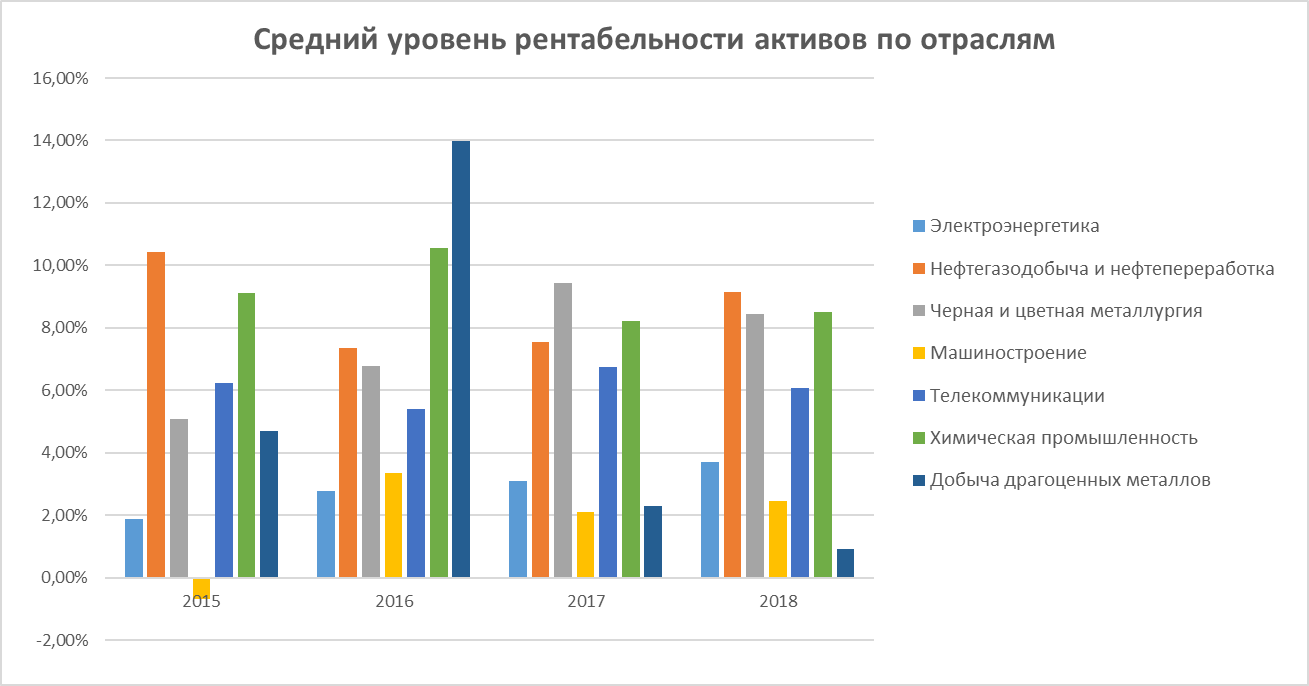 Средний уровень рентабельности активов по отраслям
16,00%
14,00%
12,00%
10,00%
8,00%
6,00%
4,00%
2,00%
0,00%
-2,00%
2015
2016
2017
2018
Электроэнергетика
Нефтегазодобыча и нефтепереработка
Черная и цветная металлургия
Машиностроение
Телекоммуникации
Химическая промышленность
Добыча драгоценных металлов